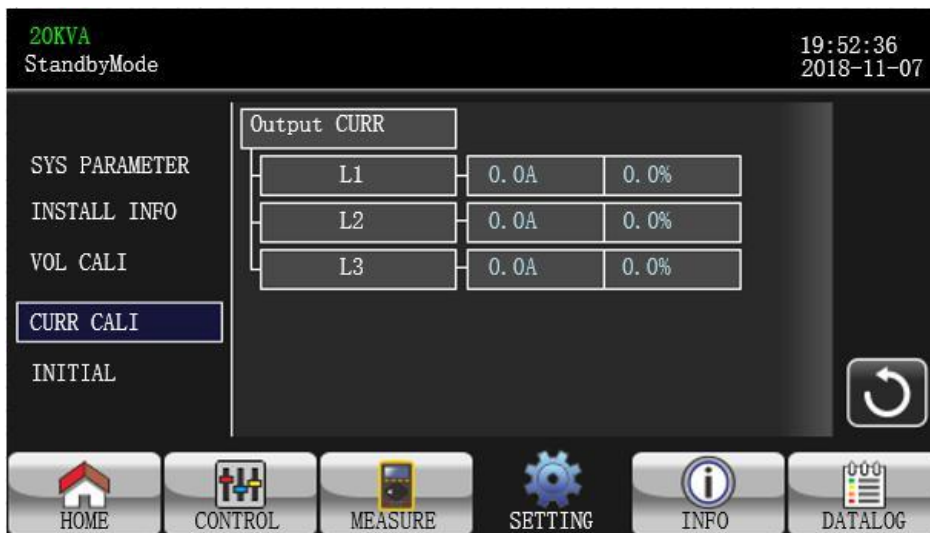 20KVA
StandbyMode
19:52:36
2018-11-07
SYS PARAMETER
INSTALL INFO
VOL CALI
CURR CALI
INITIAL
Output CURR
L1 0.0A 0.0%
L2 0.0A 0.0%
L3 0.0A 0.0%
HOME CONTROL MEASURE SETTING INFO DATALOG